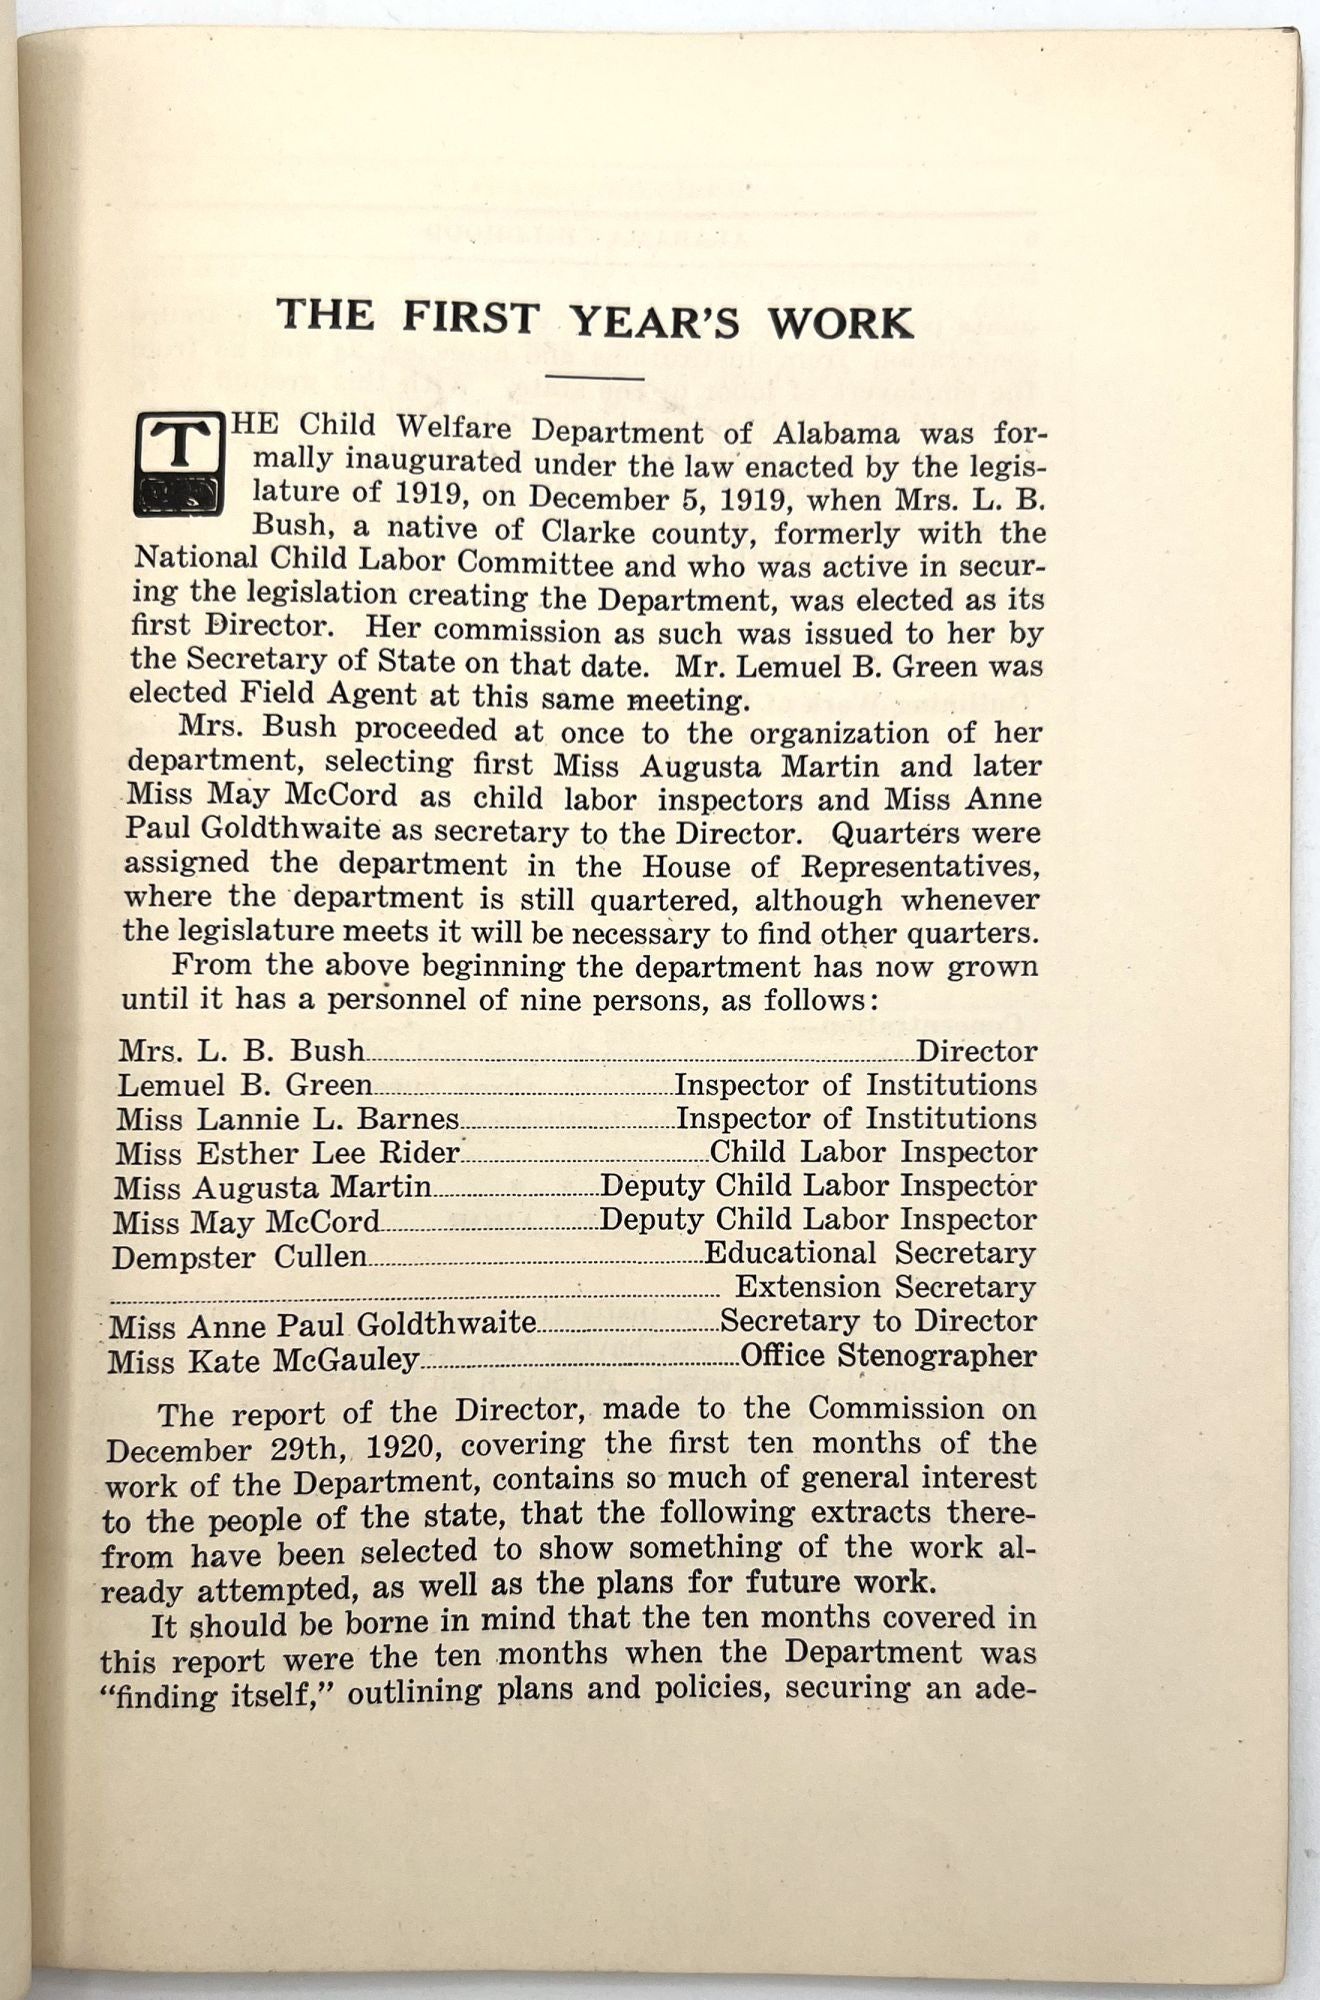 THE FIRST YEAR'S WORK
THE Child Welfare Department of Alabama was for-
mally inaugurated under the law enacted by the legis-
lature of 1919, on December 5, 1919, when Mrs. L. B.
Bush, a native of Clarke county, formerly with the
National Child Labor Committee and who was active in secur-
ing the legislation creating the Department, was elected as its
first Director. Her commission as such was issued to her by
the Secretary of State on that date. Mr. Lemuel B. Green was
elected Field Agent at this same meeting.
Mrs. Bush proceeded at once to the organization of her
department, selecting first Miss Augusta Martin and later
Miss May McCord as child labor inspectors and Miss Anne
Paul Goldthwaite as secretary to the Director. Quarters were
assigned the department in the House of Representatives,
where the department is still quartered, although whenever
the legislature meets it will be necessary to find other quarters.
From the above beginning the department has now grown
until it has a personnel of nine persons, as follows:
Mrs. L. B. Bush Director
Lemuel B. Green Inspector of Institutions
Miss Lannie L. Barnes Inspector of Institutions
Miss Esther Lee Rider Child Labor Inspector
Miss Augusta Martin Deputy Child Labor Inspector
Miss May McCord Deputy Child Labor Inspector
Dempster Cullen Educational Secretary
Extension Secretary
Miss Anne Paul Goldthwaite Secretary to Director
Miss Kate McGauley Office Stenographer
The report of the Director, made to the Commission on
December 29th, 1920, covering the first ten months of the
work of the Department, contains so much of general interest
to the people of the state, that the following extracts there-
from have been selected to show something of the work al-
ready attempted, as well as the plans for future work.
It should be borne in mind that the ten months covered in
this report were the ten months when the Department was
“finding itself,” outlining plans and policies, securing an ade-